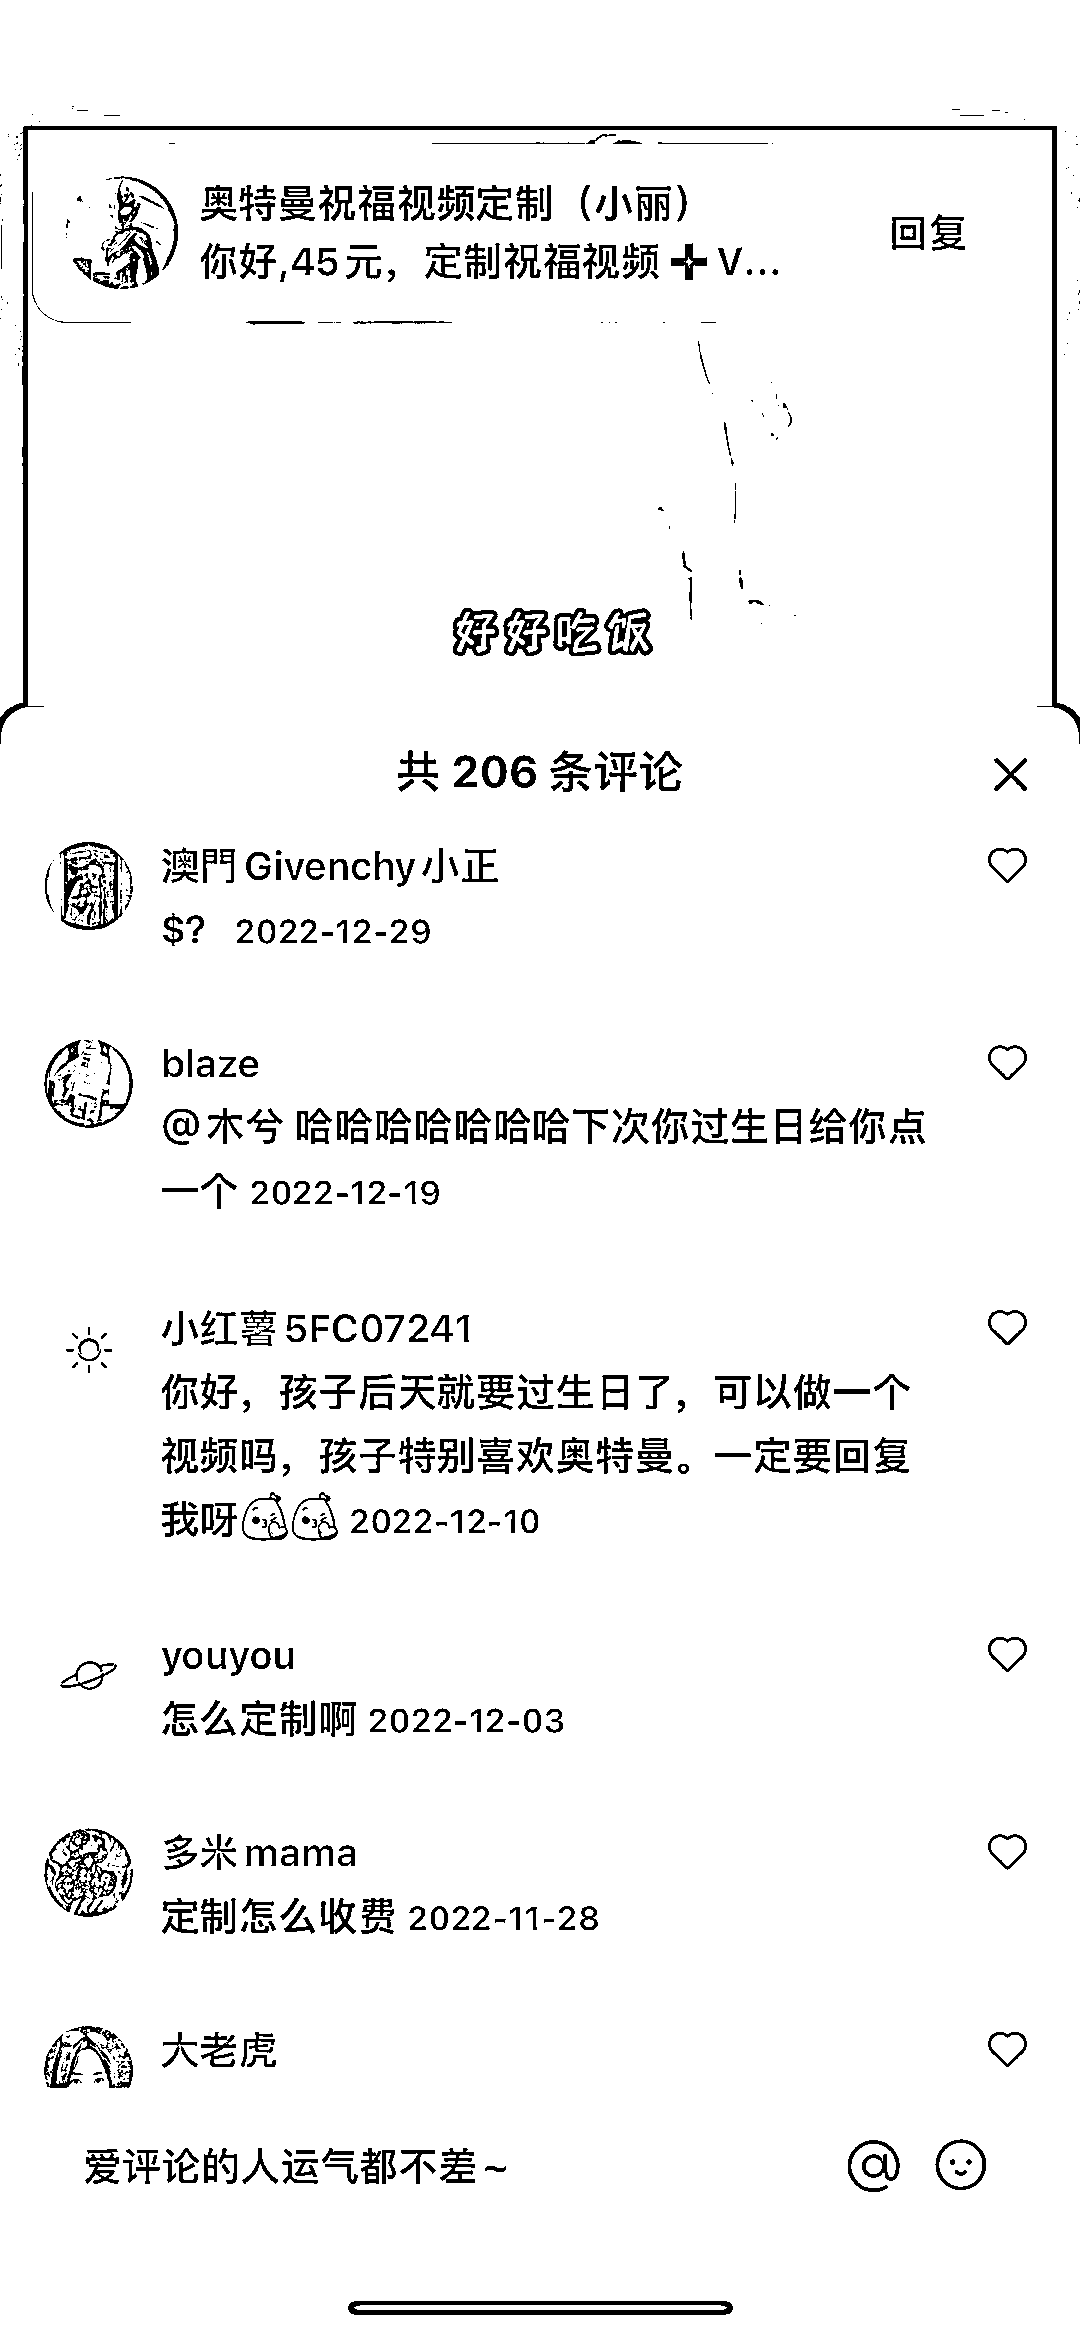 奥特曼祝福视频定制（小丽）
你好,45元，定制祝福视频➕V...
回复
好好吃饭
共 206 条评论
澳門Givenchy小正
$? 2022-12-29
blaze
@木兮 哈哈哈哈哈哈哈下次你过生日给你点
一个 2022-12-19
小红薯5FC07241
你好，孩子后天就要过生日了，可以做一个
视频吗，孩子特别喜欢奥特曼。一定要回复
我呀 2022-12-10
youyou
怎么定制啊 2022-12-03
多米mama
定制怎么收费 2022-11-28
大老虎
爱评论的人运气都不差~